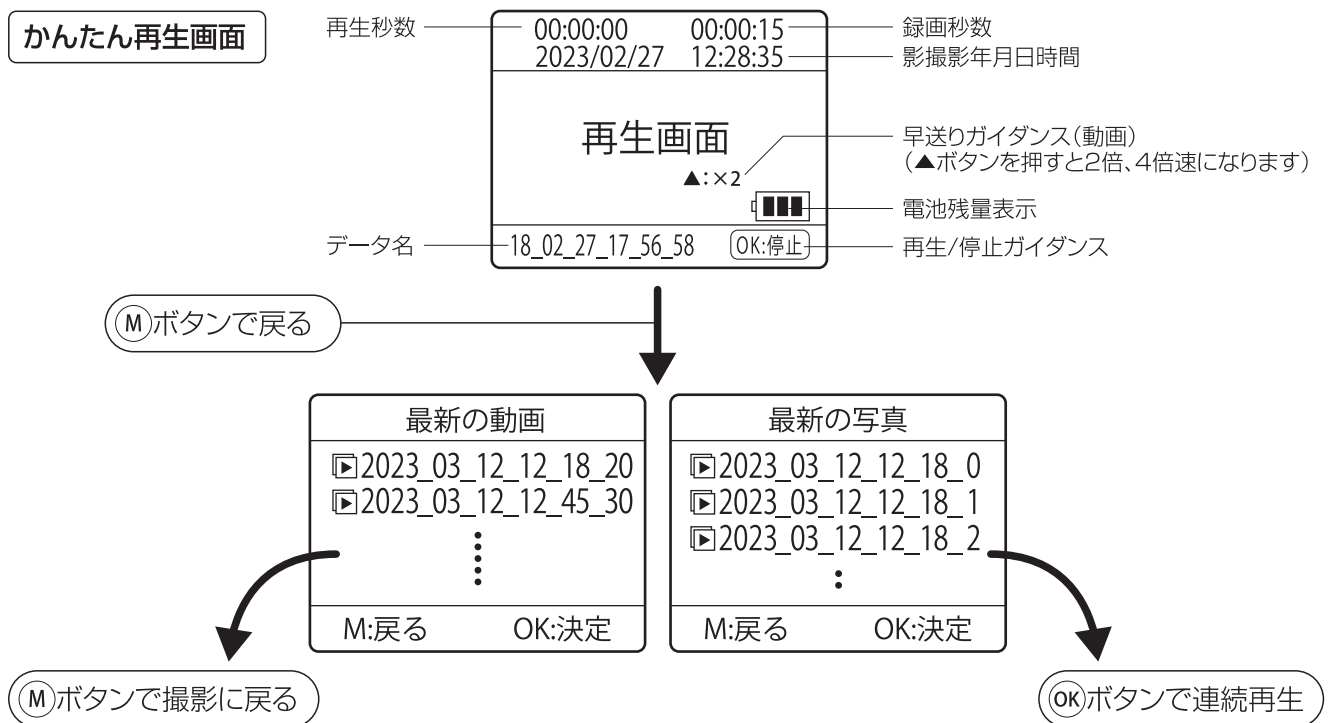 かんたん再生画面
再生秒数
00:00:00 00:00:15
録画秒数
2023/02/27 12:28:35
影撮影年月日時間
再生画面
▲:×2
早送りガイダンス(動画)
(▲ボタンを押すと2倍、4倍速になります)
電池残量表示
データ名
18_02_27_17_56_58
OK:停止
再生/停止ガイダンス
Mボタンで戻る
最新の動画
2023_03_12_12_18_20
2023_03_12_12_45_30
M:戻る OK:決定
最新の写真
2023_03_12_12_18_0
2023_03_12_12_18_1
2023_03_12_12_18_2
M:戻る OK:決定
Mボタンで撮影に戻る
OKボタンで連続再生